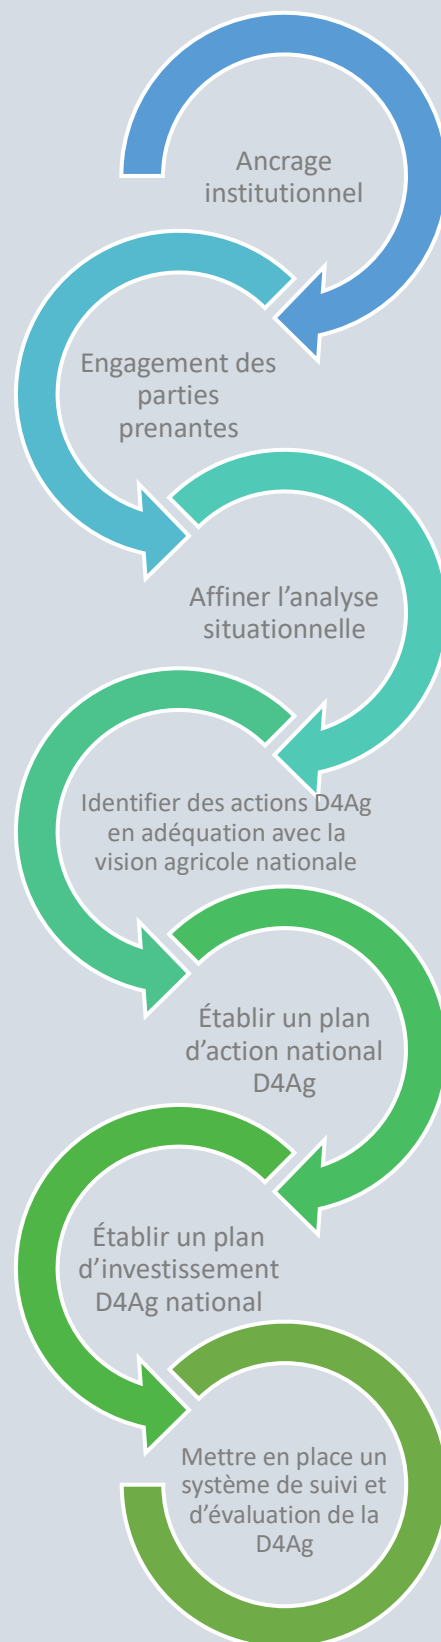 Ancrage
institutionnel
Engagement des
parties
prenantes
Affiner l’analyse
situationnelle
Identifier des actions D4Ag
en adéquation avec la
vision agricole nationale
Établir un plan
d’action national
D4Ag
Établir un plan
d’investissement
D4Ag national
Mettre en place un
système de suivi et
d’évaluation de la
D4Ag